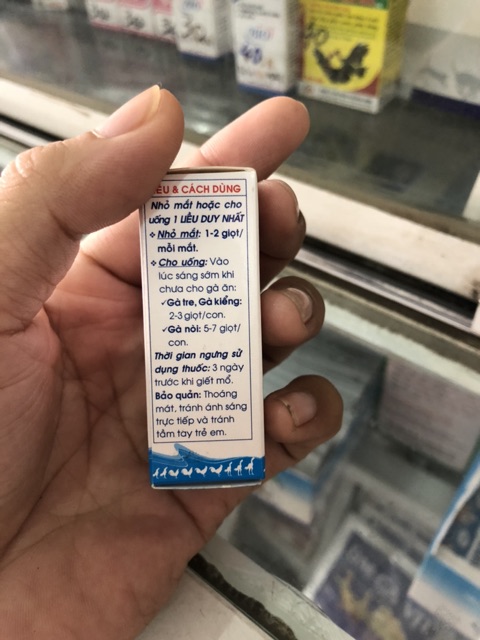 LIỀU & CÁCH DÙNG
Nhỏ mắt hoặc cho
uống 1 LIỀU DUY NHẤT
❖ Nhỏ mắt: 1-2 giọt/
mỗi mắt.
❖ Cho uống: Vào
lúc sáng sớm khi
chưa cho gà ăn:
✓Gà tre, Gà kiểng:
2-3 giọt/con.
✓Gà nòi: 5-7 giọt/
con.
Thời gian ngưng sử
dụng thuốc: 3 ngày
trước khi giết mổ.
Bảo quản: Thoáng
mát, tránh ánh sáng
trực tiếp và tránh
tầm tay trẻ em.